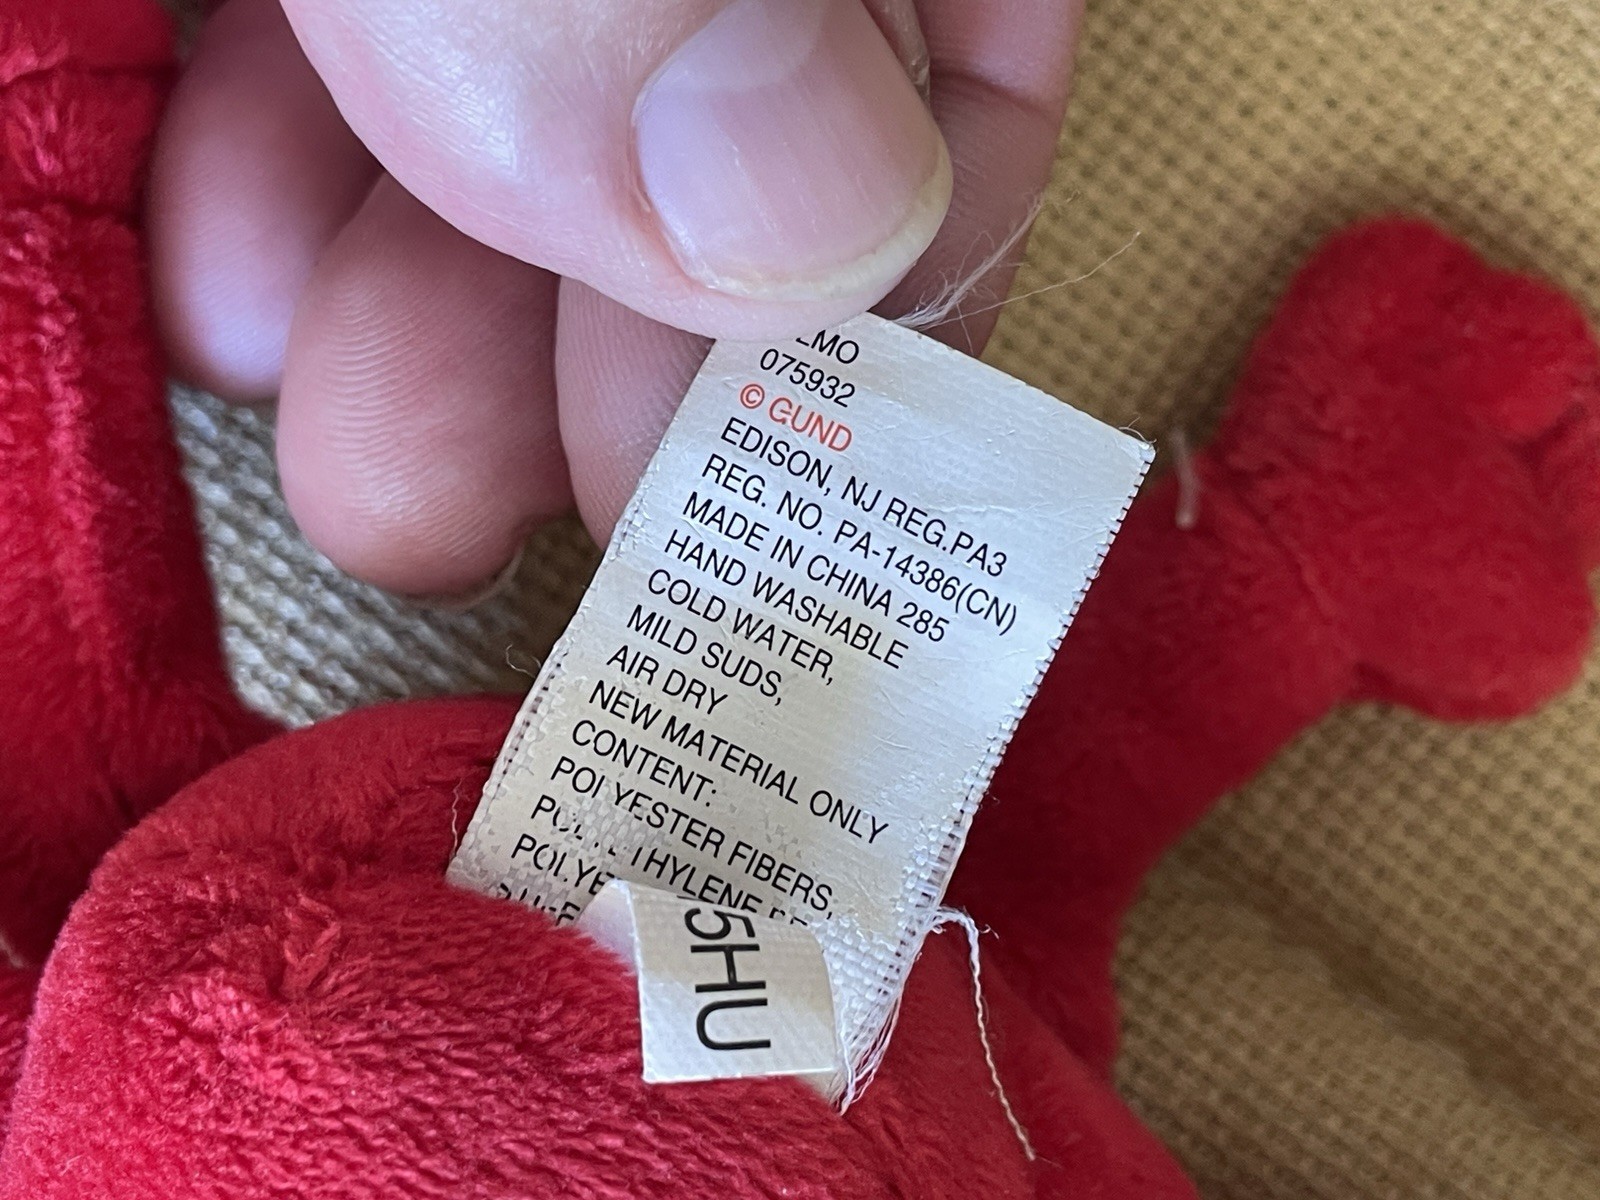 075932
© GUND
EDISON, NJ REG.PA3
REG. NO. PA-14386(CN)
MADE IN CHINA 285
HAND WASHABLE
COLD WATER,
MILD SUDS,
AIR DRY
NEW MATERIAL ONLY
CONTENT:
POLYESTER FIBERS,
5HU